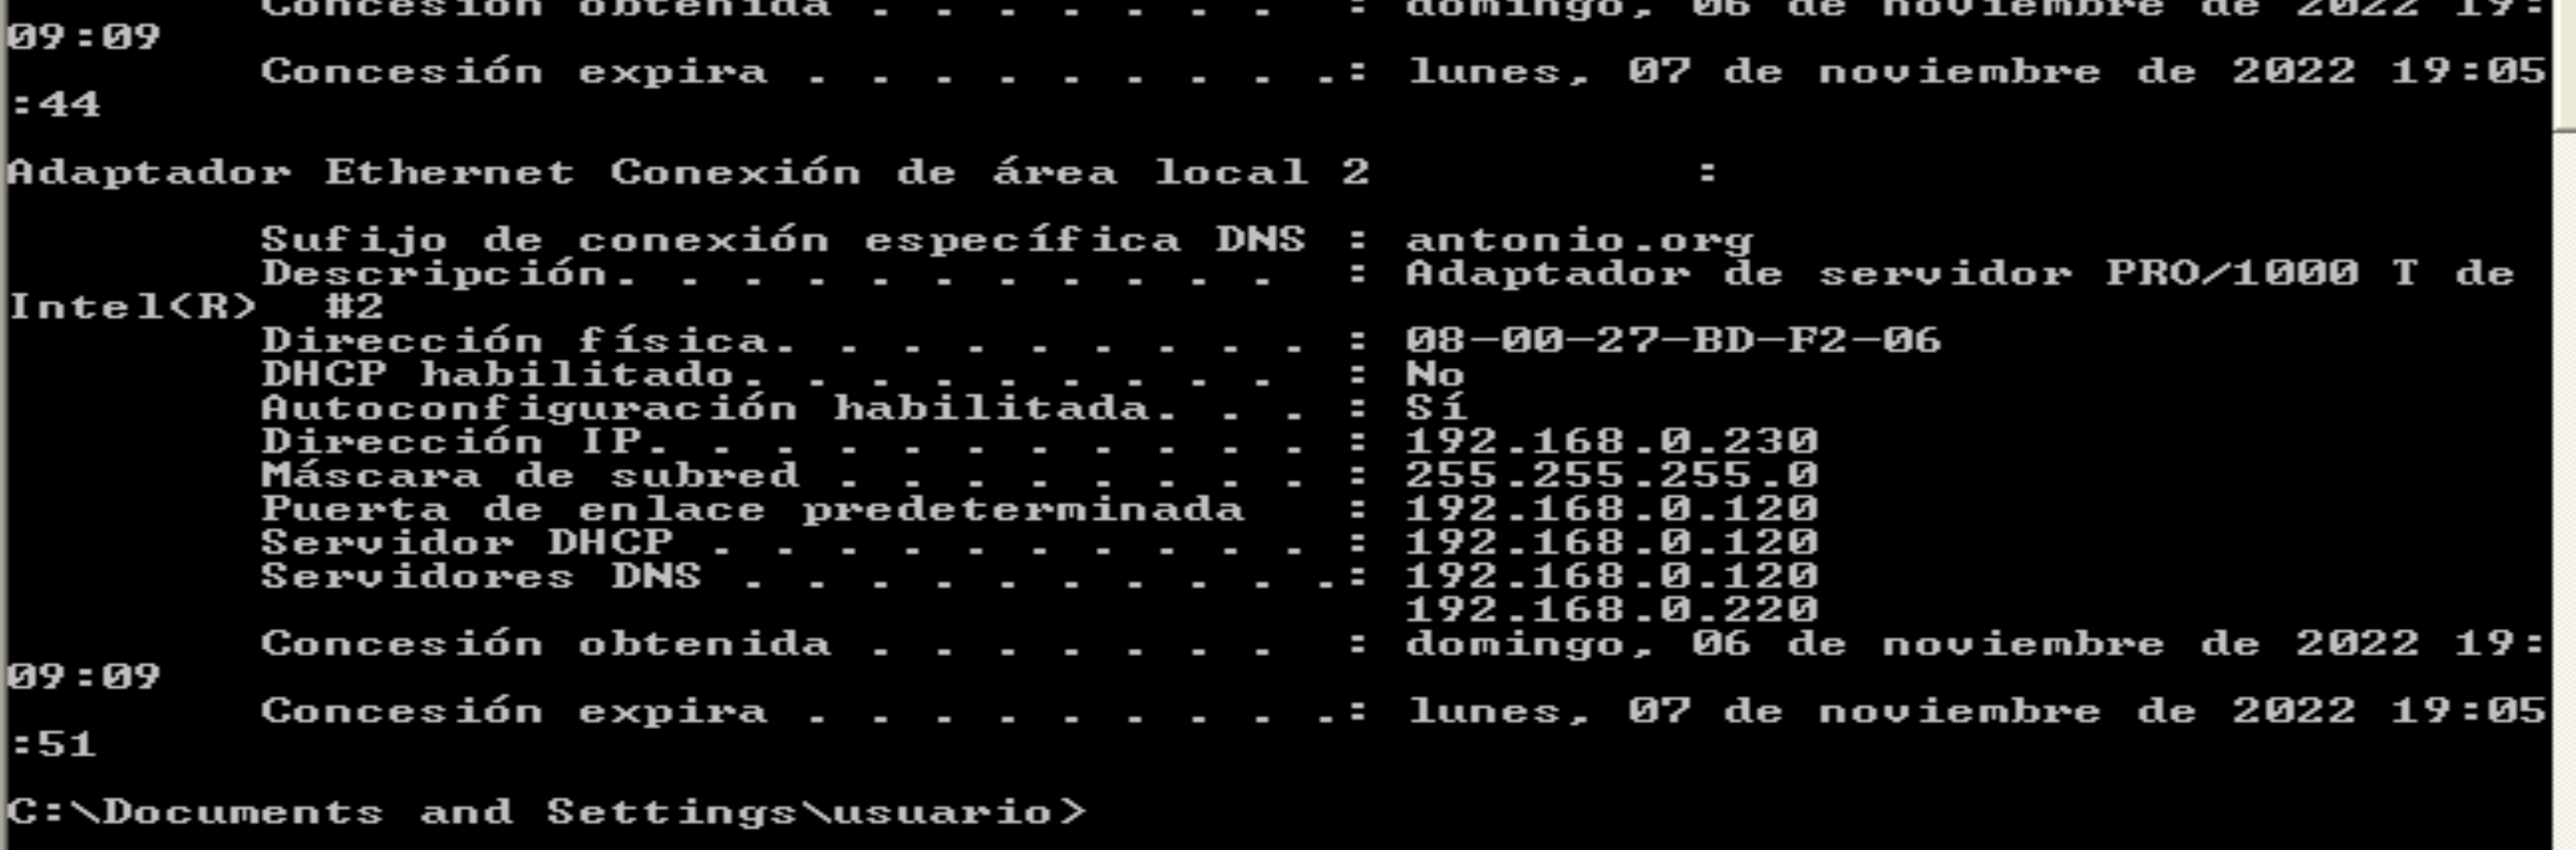 Concesión obtenida . . . . . . . : domingo, 06 de noviembre de 2022 19:
09:09
Concesión expira . . . . . . . . .: lunes, 07 de noviembre de 2022 19:05
:44
Adaptador Ethernet Conexión de área local 2 :
Sufijo de conexión específica DNS : antonio.org
Descripción. . . . . . . . . . . : Adaptador de servidor PRO/1000 T de
Intel(R) #2
Dirección física. . . . . . . . . : 08-00-27-BD-F2-06
DHCP habilitado. . . . . . . . . : No
Autoconfiguración habilitada. . . : Sí
Dirección IP. . . . . . . . . . . : 192.168.0.230
Máscara de subred . . . . . . . . : 255.255.255.0
Puerta de enlace predeterminada : 192.168.0.120
Servidor DHCP . . . . . . . . . . : 192.168.0.120
Servidores DNS . . . . . . . . . .: 192.168.0.120
192.168.0.220
Concesión obtenida . . . . . . . : domingo, 06 de noviembre de 2022 19:
09:09
Concesión expira . . . . . . . . .: lunes, 07 de noviembre de 2022 19:05
:51
C:\Documents and Settings\usuario>